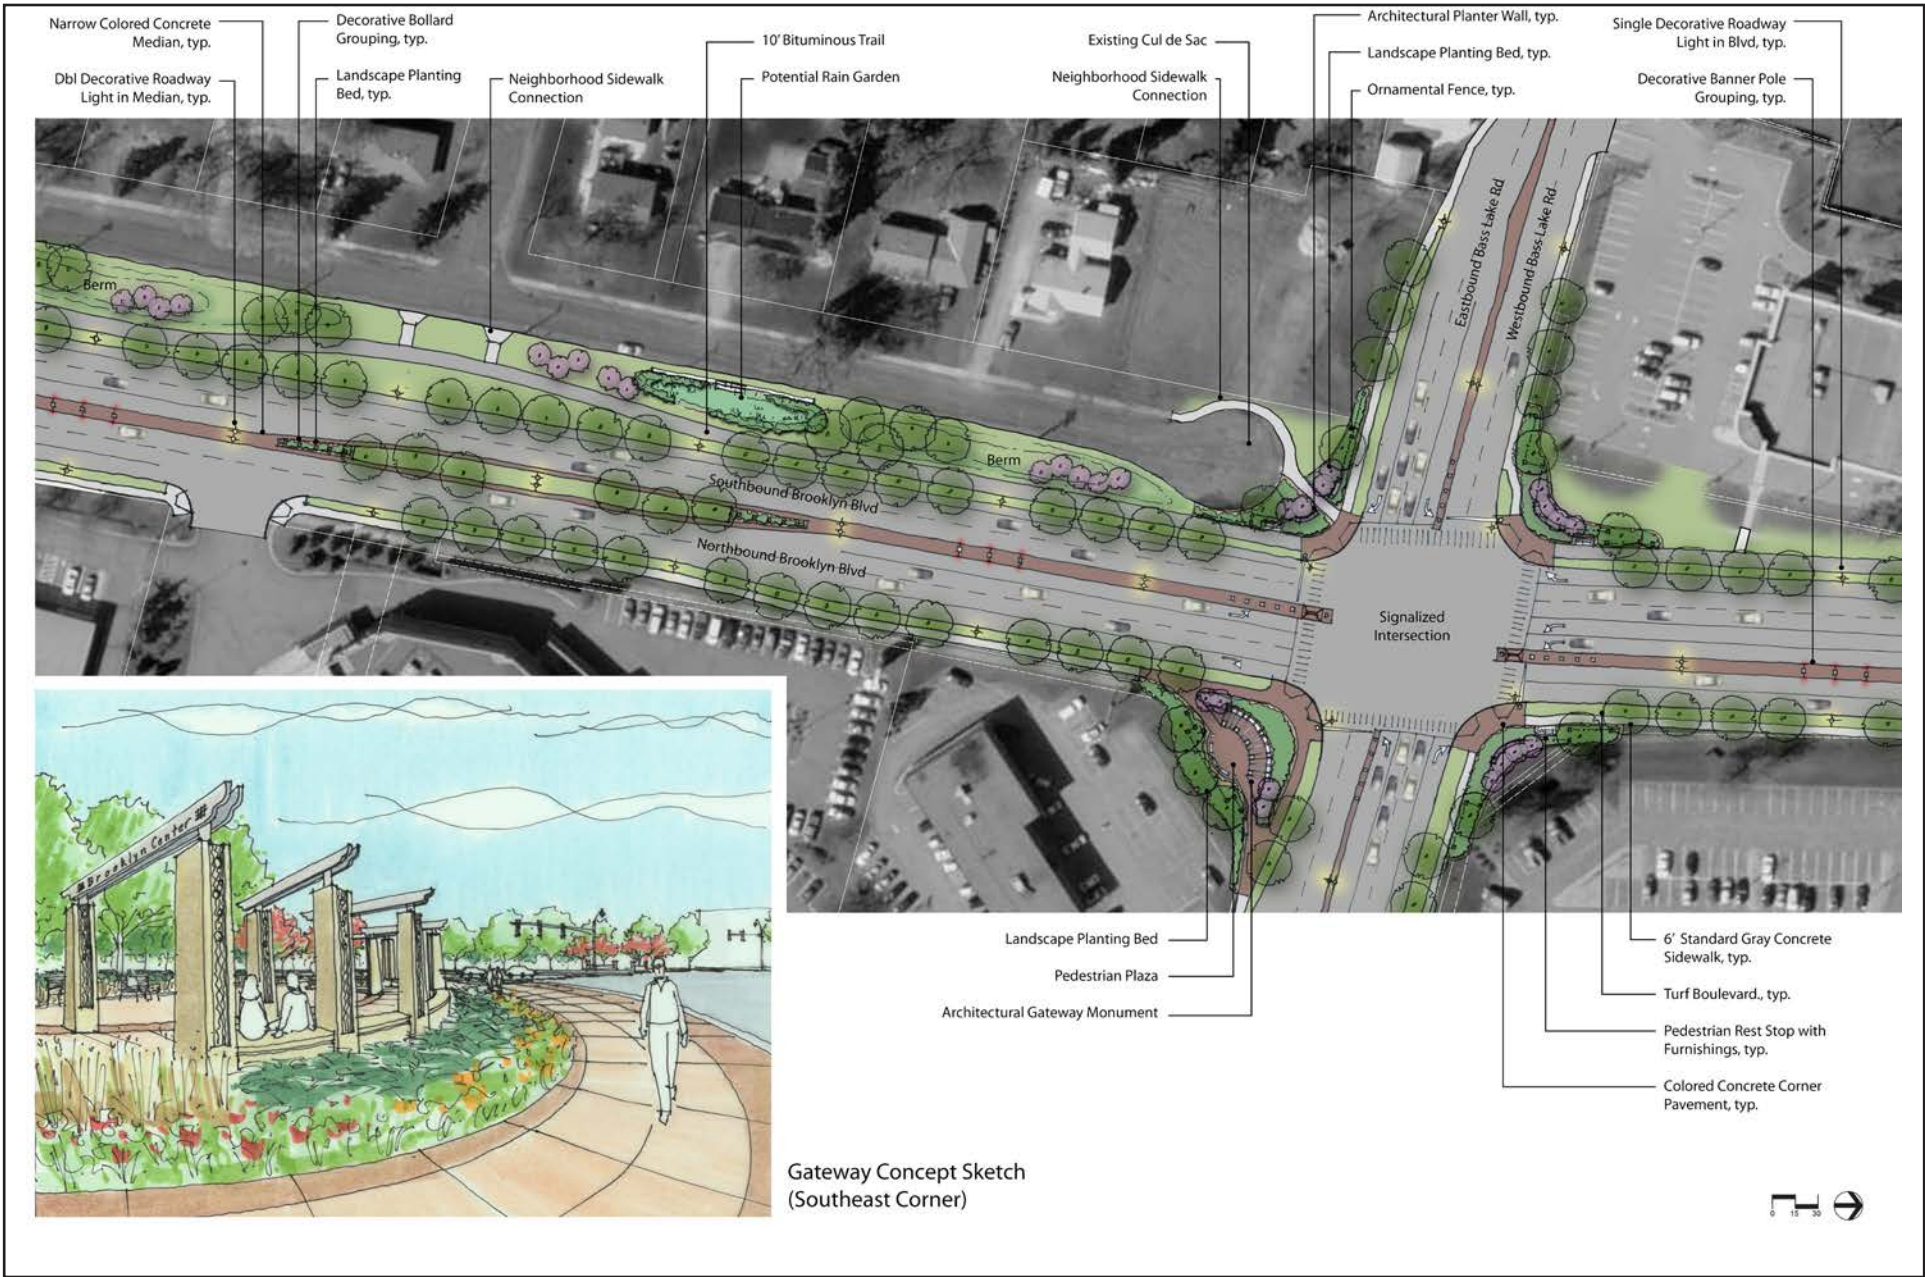 Narrow Colored Concrete
Median, typ.
Dbl Decorative Roadway
Light in Median, typ.
Decorative Bollard
Grouping, typ.
Landscape Planting
Bed, typ.
Neighborhood Sidewalk
Connection
10' Bituminous Trail
Potential Rain Garden
Existing Cul de Sac
Neighborhood Sidewalk
Connection
Architectural Planter Wall, typ.
Landscape Planting Bed, typ.
Ornamental Fence, typ.
Single Decorative Roadway
Light in Blvd, typ.
Decorative Banner Pole
Grouping, typ.
Berm
Berm
Eastbound Bass Lake Rd
Westbound Bass Lake Rd
Southbound Brooklyn Blvd
Northbound Brooklyn Blvd
Signalized
Intersection
Brooklyn Center
Landscape Planting Bed
Pedestrian Plaza
Architectural Gateway Monument
6' Standard Gray Concrete
Sidewalk, typ.
Turf Boulevard., typ.
Pedestrian Rest Stop with
Furnishings, typ.
Colored Concrete Corner
Pavement, typ.
Gateway Concept Sketch
(Southeast Corner)
0 15 30